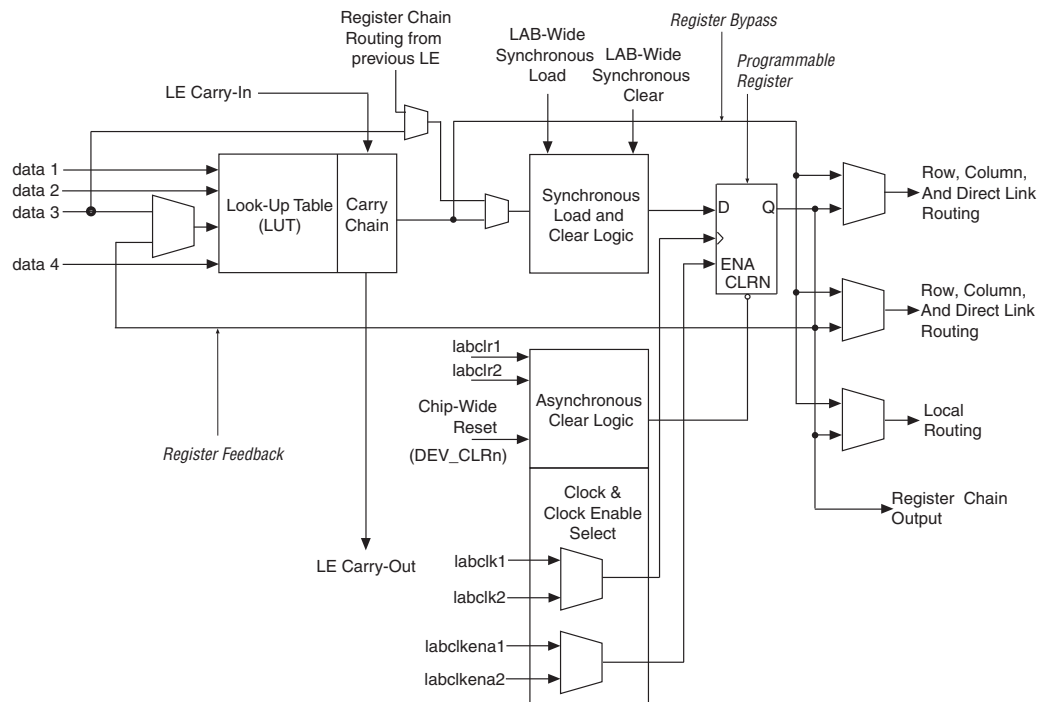 Register Chain
Routing from
previous LE
LAB-Wide
Synchronous
Load
LAB-Wide
Synchronous
Clear
Register Bypass
Programmable
Register
LE Carry-In
data 1
data 2
data 3
data 4
Look-Up Table
(LUT)
Carry
Chain
Synchronous
Load and
Clear Logic
D
Q
ENA
CLRN
Row, Column,
And Direct Link
Routing
Row, Column,
And Direct Link
Routing
Local
Routing
Register Chain
Output
labclr1
labclr2
Chip-Wide
Reset
(DEV_CLRn)
Asynchronous
Clear Logic
Register Feedback
Clock &
Clock Enable
Select
LE Carry-Out
labclk1
labclk2
labclkena1
labclkena2